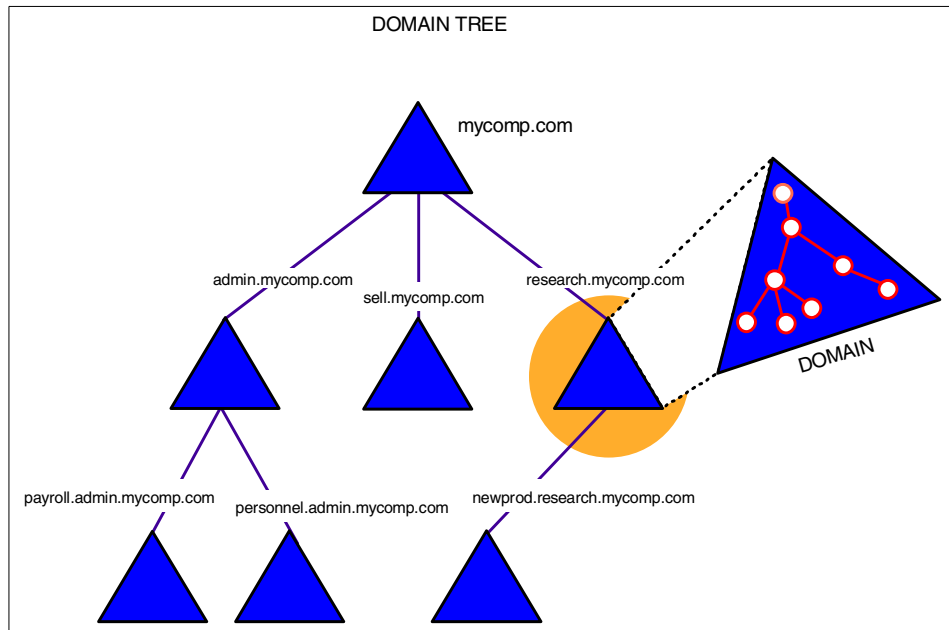 DOMAIN TREE
mycomp.com
admin.mycomp.com
sell.mycomp.com
research.mycomp.com
DOMAIN
payroll.admin.mycomp.com
personnel.admin.mycomp.com
newprod.research.mycomp.com